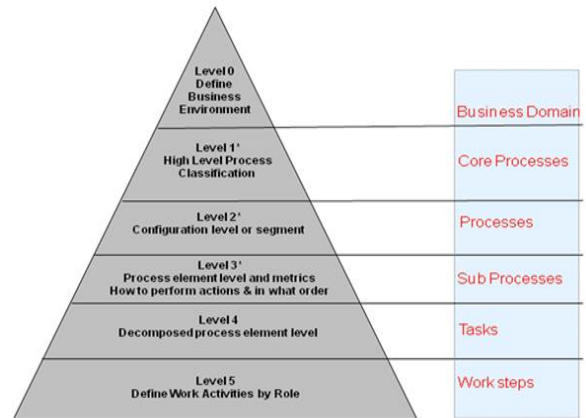 Level 0
Define
Business
Environment
Business Domain
Level 1*
High Level Process
Classification
Core Processes
Level 2*
Configuration level or segment
Processes
Level 3*
Process element level and metrics
How to perform actions & in what order
Sub Processes
Level 4
Decomposed process element level
Tasks
Level 5
Define Work Activities by Role
Work steps